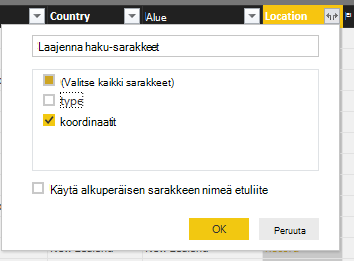 Country Alue Location
Laajenna haku-sarakkeet
(Valitse kaikki sarakkeet)
type
koordinaatit
Käytä alkuperäisen sarakkeen nimeä etuliite
OK Peruuta